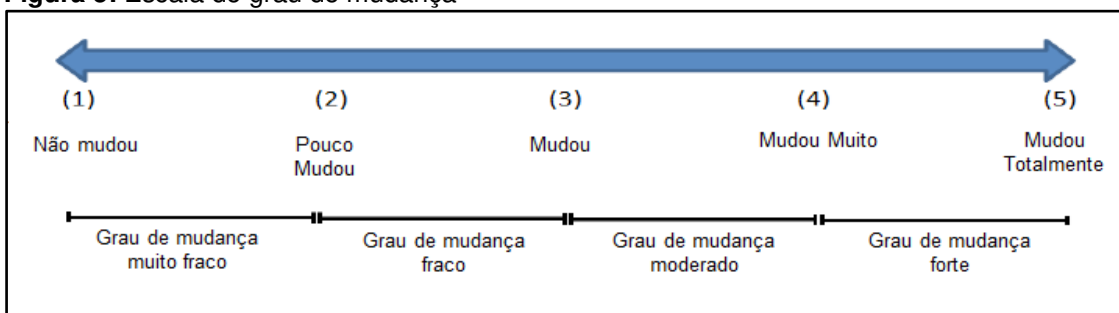 Figura 3: Escala de grau de mudança
(1) (2) (3) (4) (5)
Não mudou Pouco Mudou Mudou Mudou Muito Mudou Totalmente
Grau de mudança muito fraco Grau de mudança fraco Grau de mudança moderado Grau de mudança forte